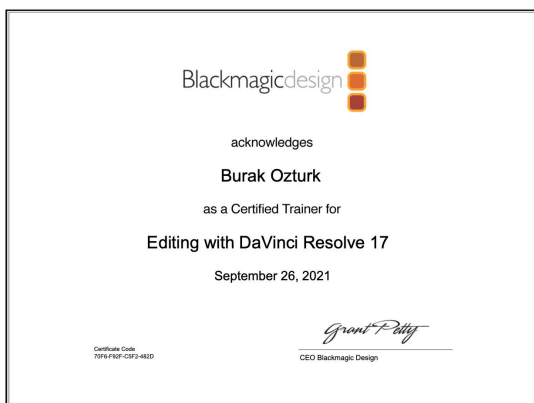 Blackmagicdesign
acknowledges
Burak Ozturk
as a Certified Trainer for
Editing with DaVinci Resolve 17
September 26, 2021
Grant Petty
Certificate Code
70F6-F92F-C5F2-482D
CEO Blackmagic Design